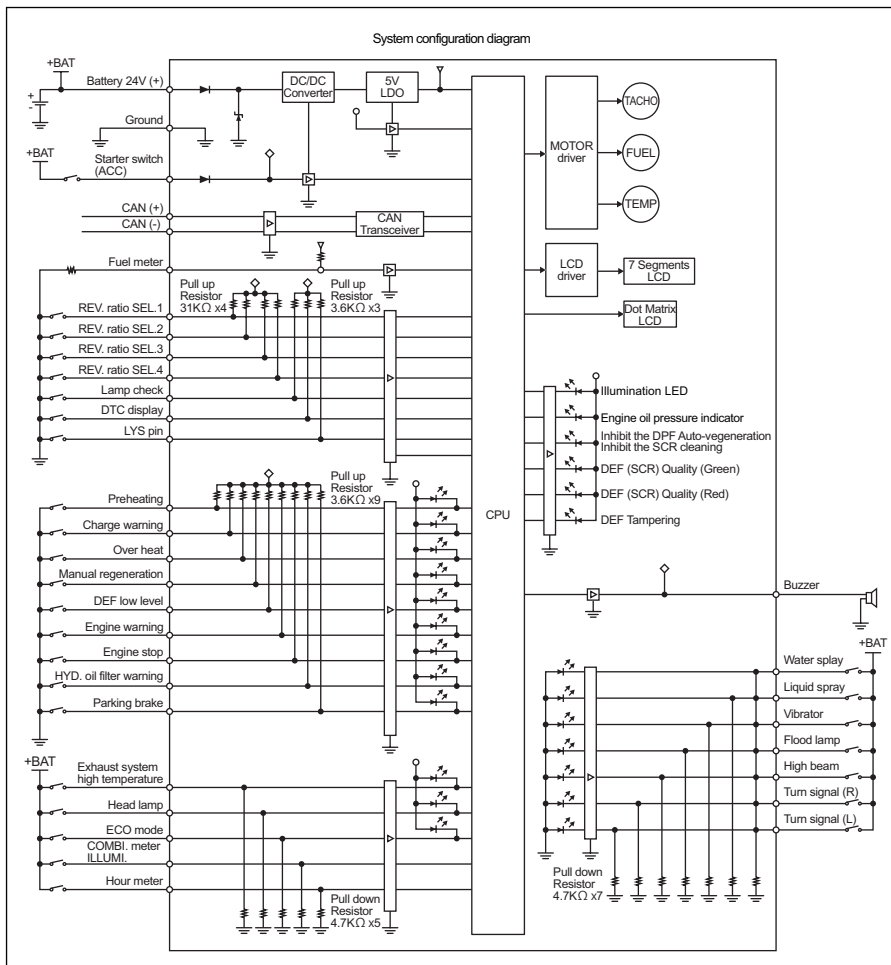 System configuration diagram
+BAT
Battery 24V (+)
+
-
Ground
+BAT
Starter switch
(ACC)
CAN (+)
CAN (-)
Fuel meter
DC/DC
Converter
5V
LDO
CAN
Transceiver
Pull up
Resistor
31KΩ x4
Pull up
Resistor
3.6KΩ x3
REV. ratio SEL.1
REV. ratio SEL.2
REV. ratio SEL.3
REV. ratio SEL.4
Lamp check
DTC display
LYS pin
Pull up
Resistor
3.6KΩ x9
Preheating
Charge warning
Over heat
Manual regeneration
DEF low level
Engine warning
Engine stop
HYD. oil filter warning
Parking brake
+BAT
Exhaust system
high temperature
Head lamp
ECO mode
COMBI. meter
ILLUMI.
Hour meter
Pull down
Resistor
4.7KΩ x5
CPU
MOTOR
driver
TACHO
FUEL
TEMP
LCD
driver
7 Segments
LCD
Dot Matrix
LCD
Illumination LED
Engine oil pressure indicator
Inhibit the DPF Auto-vegeneration
Inhibit the SCR cleaning
DEF (SCR) Quality (Green)
DEF (SCR) Quality (Red)
DEF Tampering
Buzzer
+BAT
Water splay
Liquid spray
Vibrator
Flood lamp
High beam
Turn signal (R)
Turn signal (L)
Pull down
Resistor
4.7KΩ x7